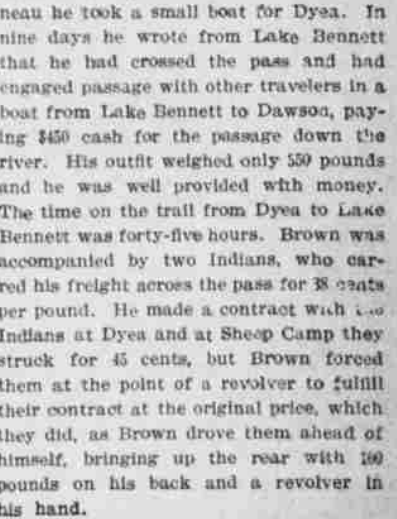 neau he took a small boat for Dyea. In
nine days he wrote from Lake Bennett
that he had crossed the pass and had
engaged passage with other travelers in a
boat from Lake Bennett to Dawson, pay-
ing $450 cash for the passage down the
river. His outfit weighed only 550 pounds
and he was well provided with money.
The time on the trail from Dyea to Lake
Bennett was forty-five hours. Brown was
accompanied by two Indians, who car-
red his freight across the pass for 38 cents
per pound. He made a contract with
Indians at Dyea and at Sheep Camp they
struck for 45 cents, but Brown forced
them at the point of a revolver to fulfill
their contract at the original price, which
they did, as Brown drove them ahead of
himself, bringing up the rear with 100
pounds on his back and a revolver in
his hand.